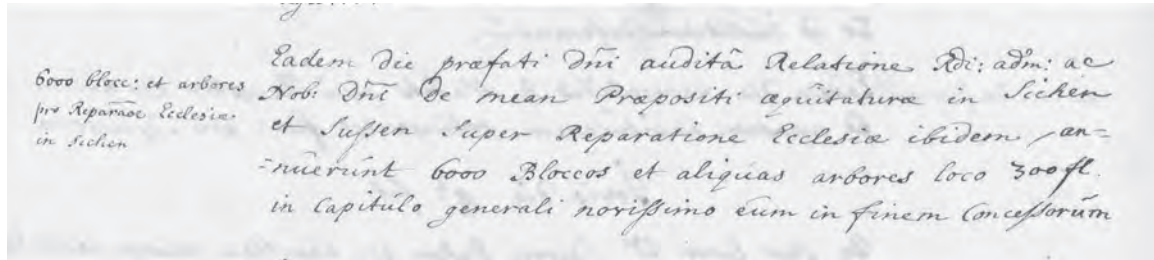 6000 blocc: et arbores
pro Reparaõe Ecclesiæ
in Sichen
Eadem Die præfati Dñi auditâ Relatione Rdi: adm: ac
Nob: Dñi De mean Præpositi æquitaturæ in Sichen
et Sussen Super Reparatione Ecclesiæ ibidem an=
=nuerunt 6000 Bloccos et aliquas arbores loco 300 fl.
in Capitulo generali novissimo eum in finem Concessorum